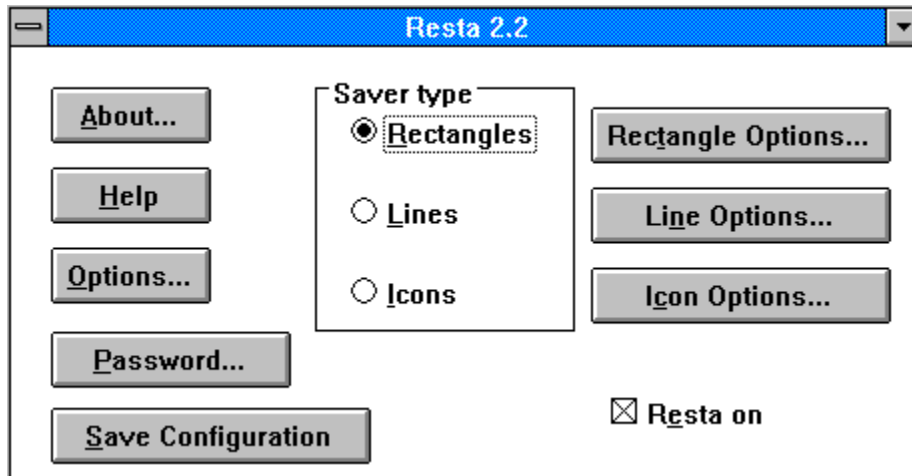 Resta 2.2
About...
Help
Options...
Password...
Save Configuration
Saver type
Rectangles
Lines
Icons
Rectangle Options...
Line Options...
Icon Options...
Resta on